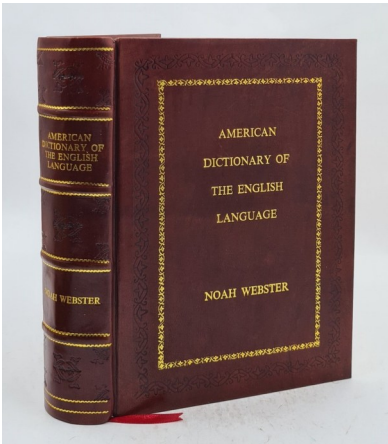 AMERICAN
DICTIONARY OF
THE ENGLISH
LANGUAGE
NOAH WEBSTER
AMERICAN
DICTIONARY OF
THE ENGLISH
LANGUAGE
NOAH WEBSTER